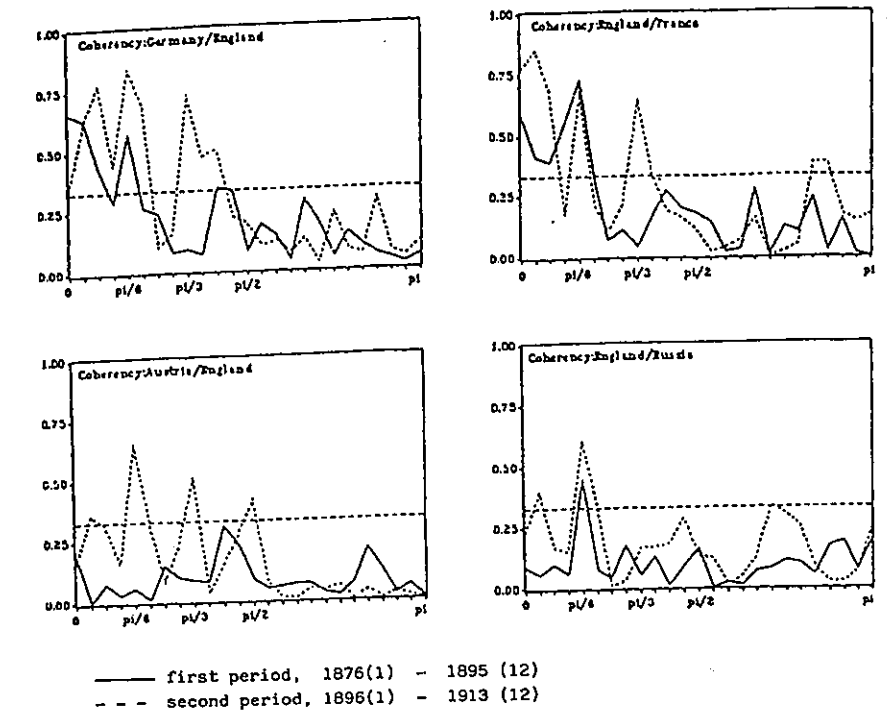 Coherency:Germany/England
1.00
0.75
0.50
0.25
0.00
0
pi/6
pi/3
pi/2
pi
Coherency:England/France
1.00
0.75
0.50
0.25
0.00
0
pi/6
pi/3
pi/2
pi
Coherency:Austria/England
1.00
0.75
0.50
0.25
0.00
0
pi/6
pi/3
pi/2
pi
Coherency:England/Russia
1.00
0.75
0.50
0.25
0.00
0
pi/6
pi/3
pi/2
pi
first period, 1876(1) - 1895 (12)
second period, 1896(1) - 1913 (12)